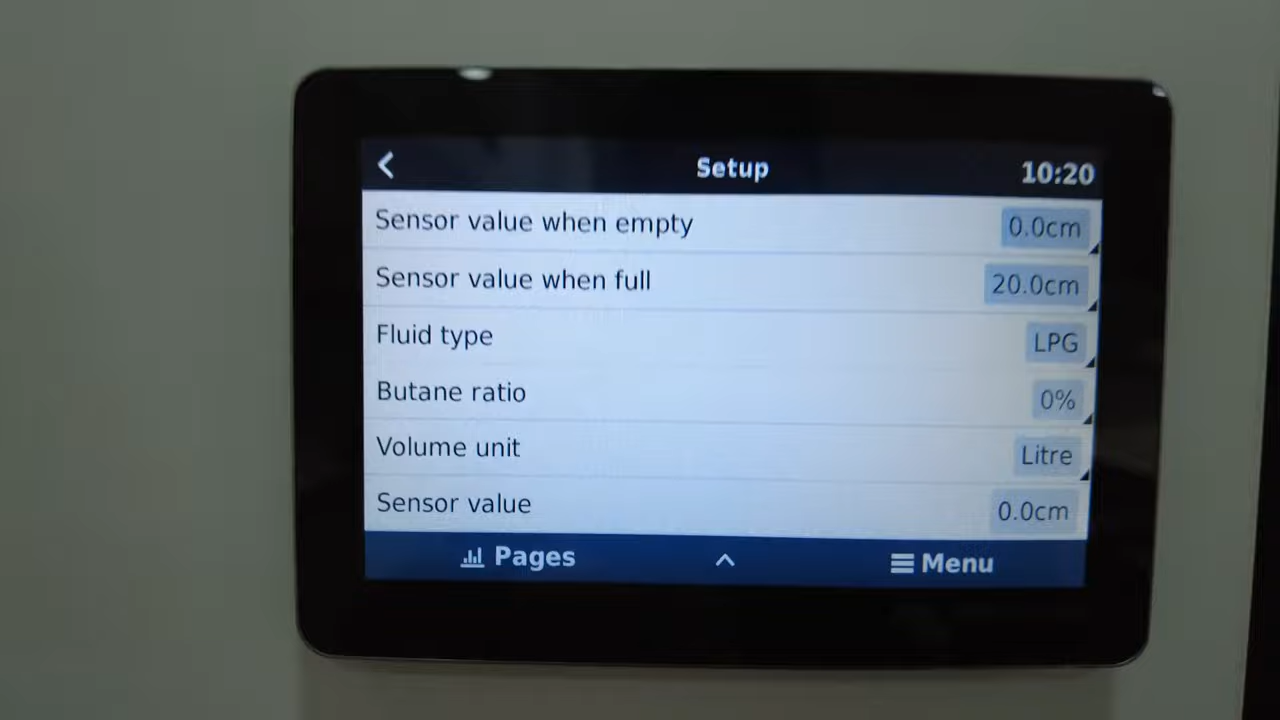 Setup 10:20
Sensor value when empty 0.0cm
Sensor value when full 20.0cm
Fluid type LPG
Butane ratio 0%
Volume unit Litre
Sensor value 0.0cm
Pages Menu